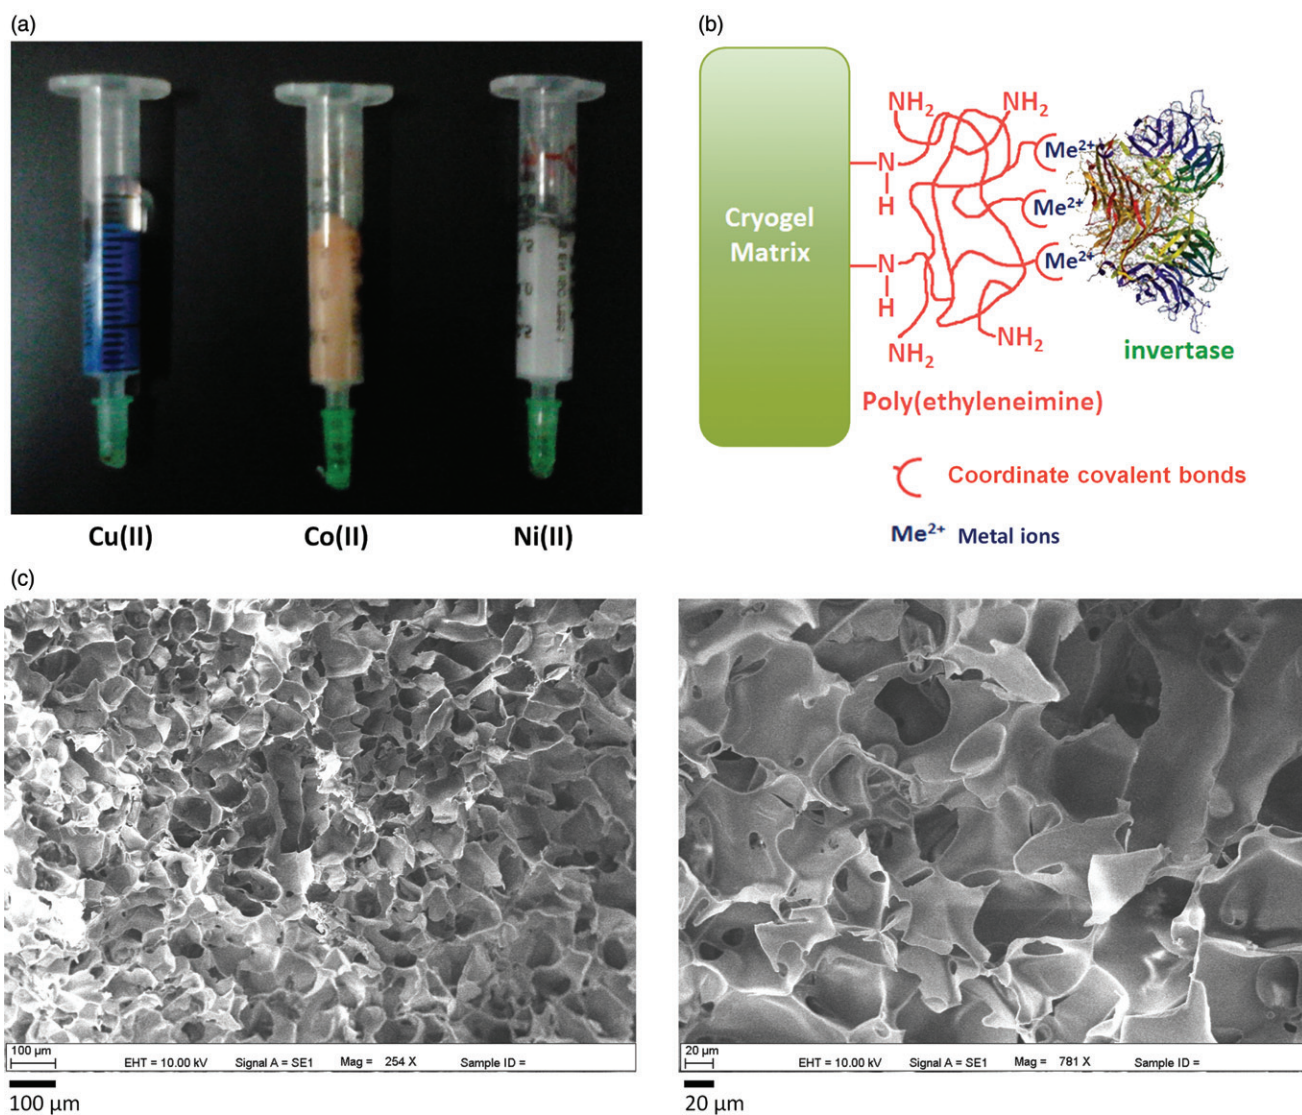 (a)
Cu(II) Co(II) Ni(II)
(b)
Cryogel
Matrix
NH2 NH2
N
H
N
H
NH2 NH2
Me2+
Me2+
Me2+
invertase
Poly(ethyleneimine)
Coordinate covalent bonds
Me2+ Metal ions
(c)
100 µm EHT = 10.00 kV Signal A = SE1 Mag = 254 X Sample ID =
100 µm
20 µm EHT = 10.00 kV Signal A = SE1 Mag = 781 X Sample ID =
20 µm